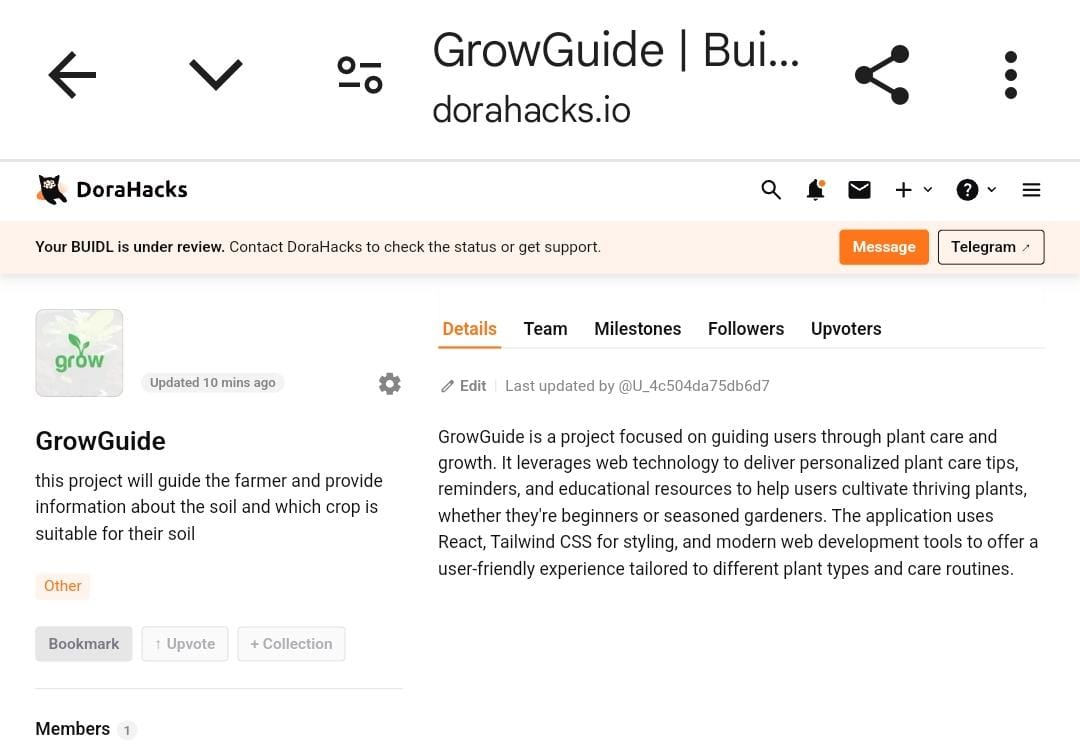 GrowGuide | Bui...
dorahacks.io
DoraHacks
Your BUIDL is under review. Contact DoraHacks to check the status or get support.
Message
Telegram ↗
grow
Updated 10 mins ago
GrowGuide
this project will guide the farmer and provide
information about the soil and which crop is
suitable for their soil
Other
Bookmark
↑ Upvote
+ Collection
Members 1
Details
Team
Milestones
Followers
Upvoters
Edit
Last updated by @U_4c504da75db6d7
GrowGuide is a project focused on guiding users through plant care and
growth. It leverages web technology to deliver personalized plant care tips,
reminders, and educational resources to help users cultivate thriving plants,
whether they're beginners or seasoned gardeners. The application uses
React, Tailwind CSS for styling, and modern web development tools to offer a
user-friendly experience tailored to different plant types and care routines.